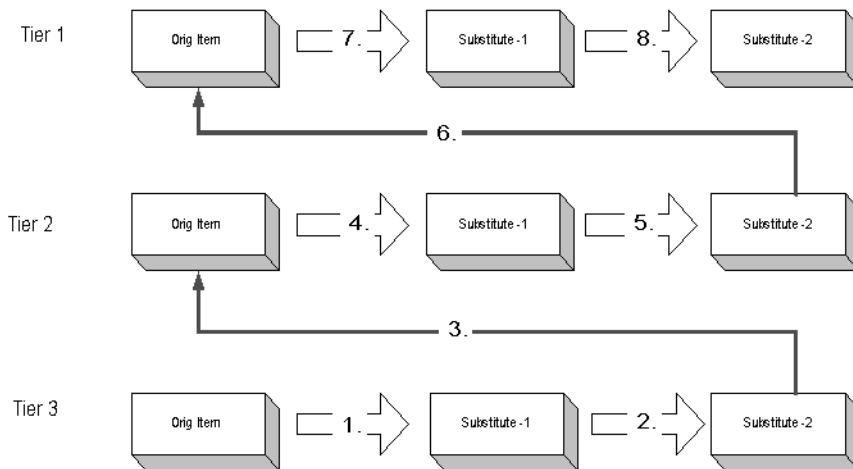 Tier 1
Orig Item
7.
Substitute -1
8.
Substitute -2
6.
Tier 2
Orig Item
4.
Substitute -1
5.
Substitute -2
3.
Tier 3
Orig Item
1.
Substitute -1
2.
Substitute -2